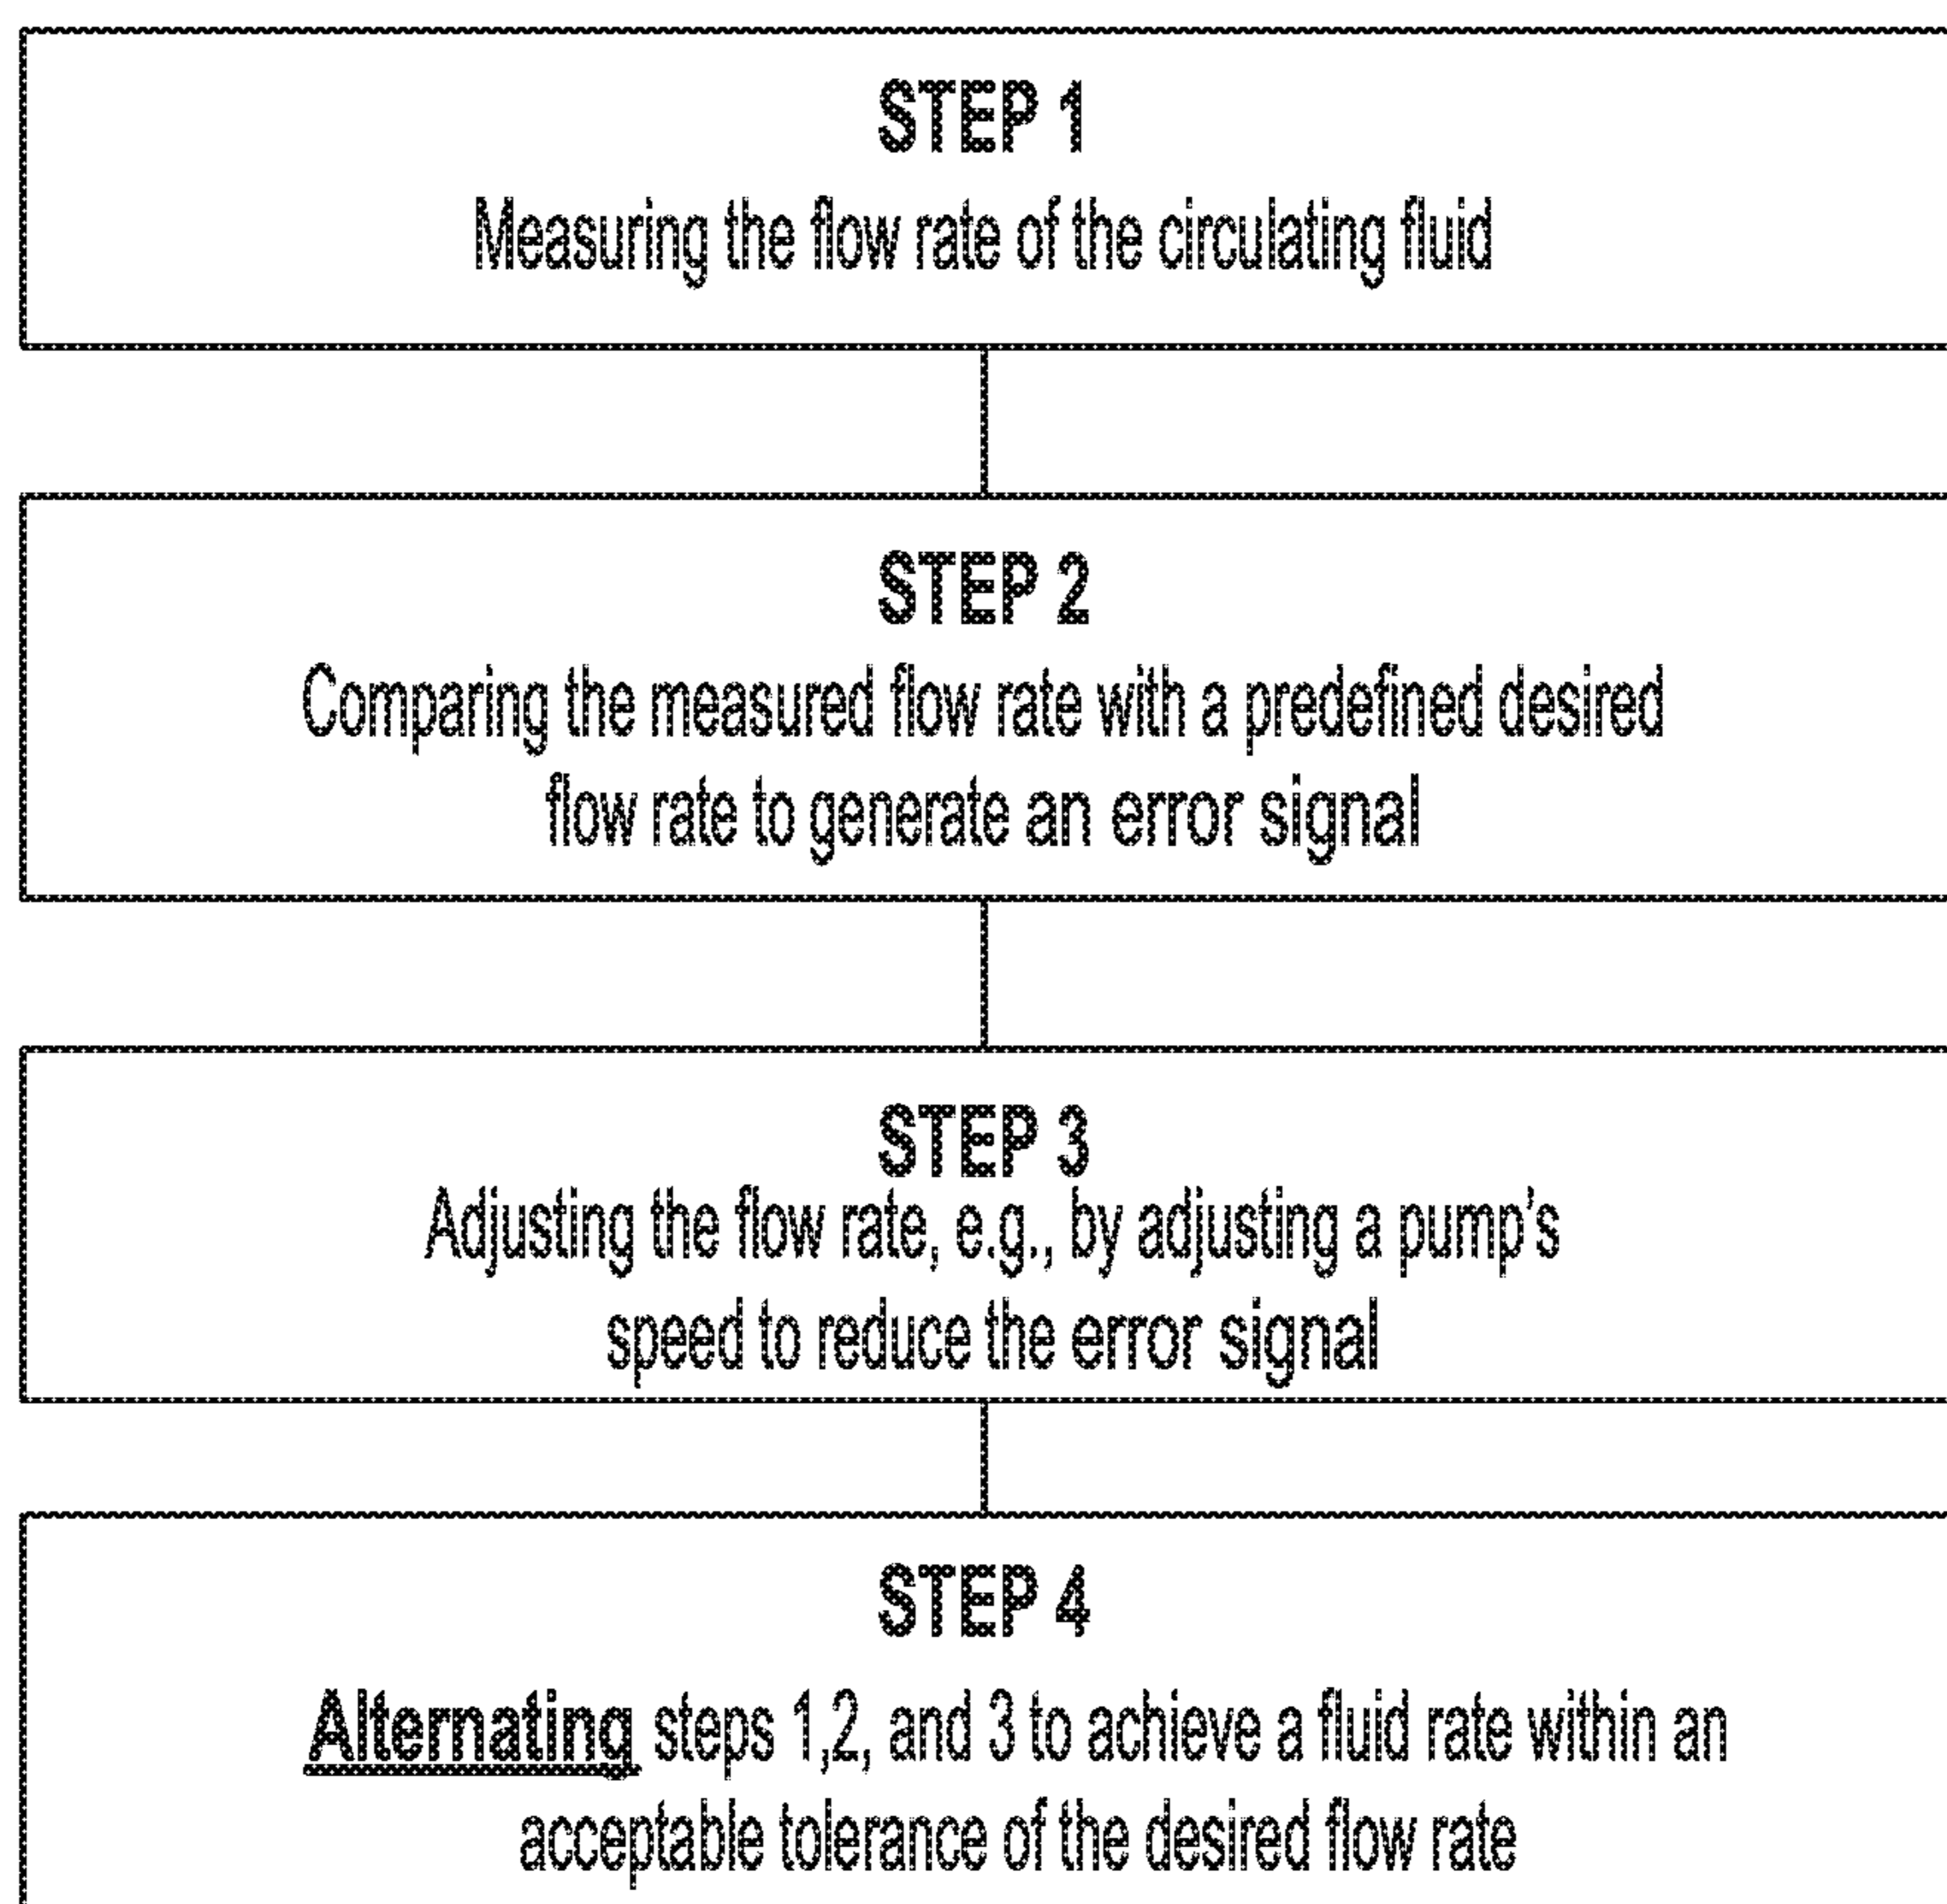 STEP 1
Measuring the flow rate of the circulating fluid
STEP 2
Comparing the measured flow rate with a predefined desired
flow rate to generate an error signal
STEP 3
Adjusting the flow rate, e.g., by adjusting a pump's
speed to reduce the error signal
STEP 4
Alternating steps 1,2, and 3 to achieve a fluid rate within an
acceptable tolerance of the desired flow rate